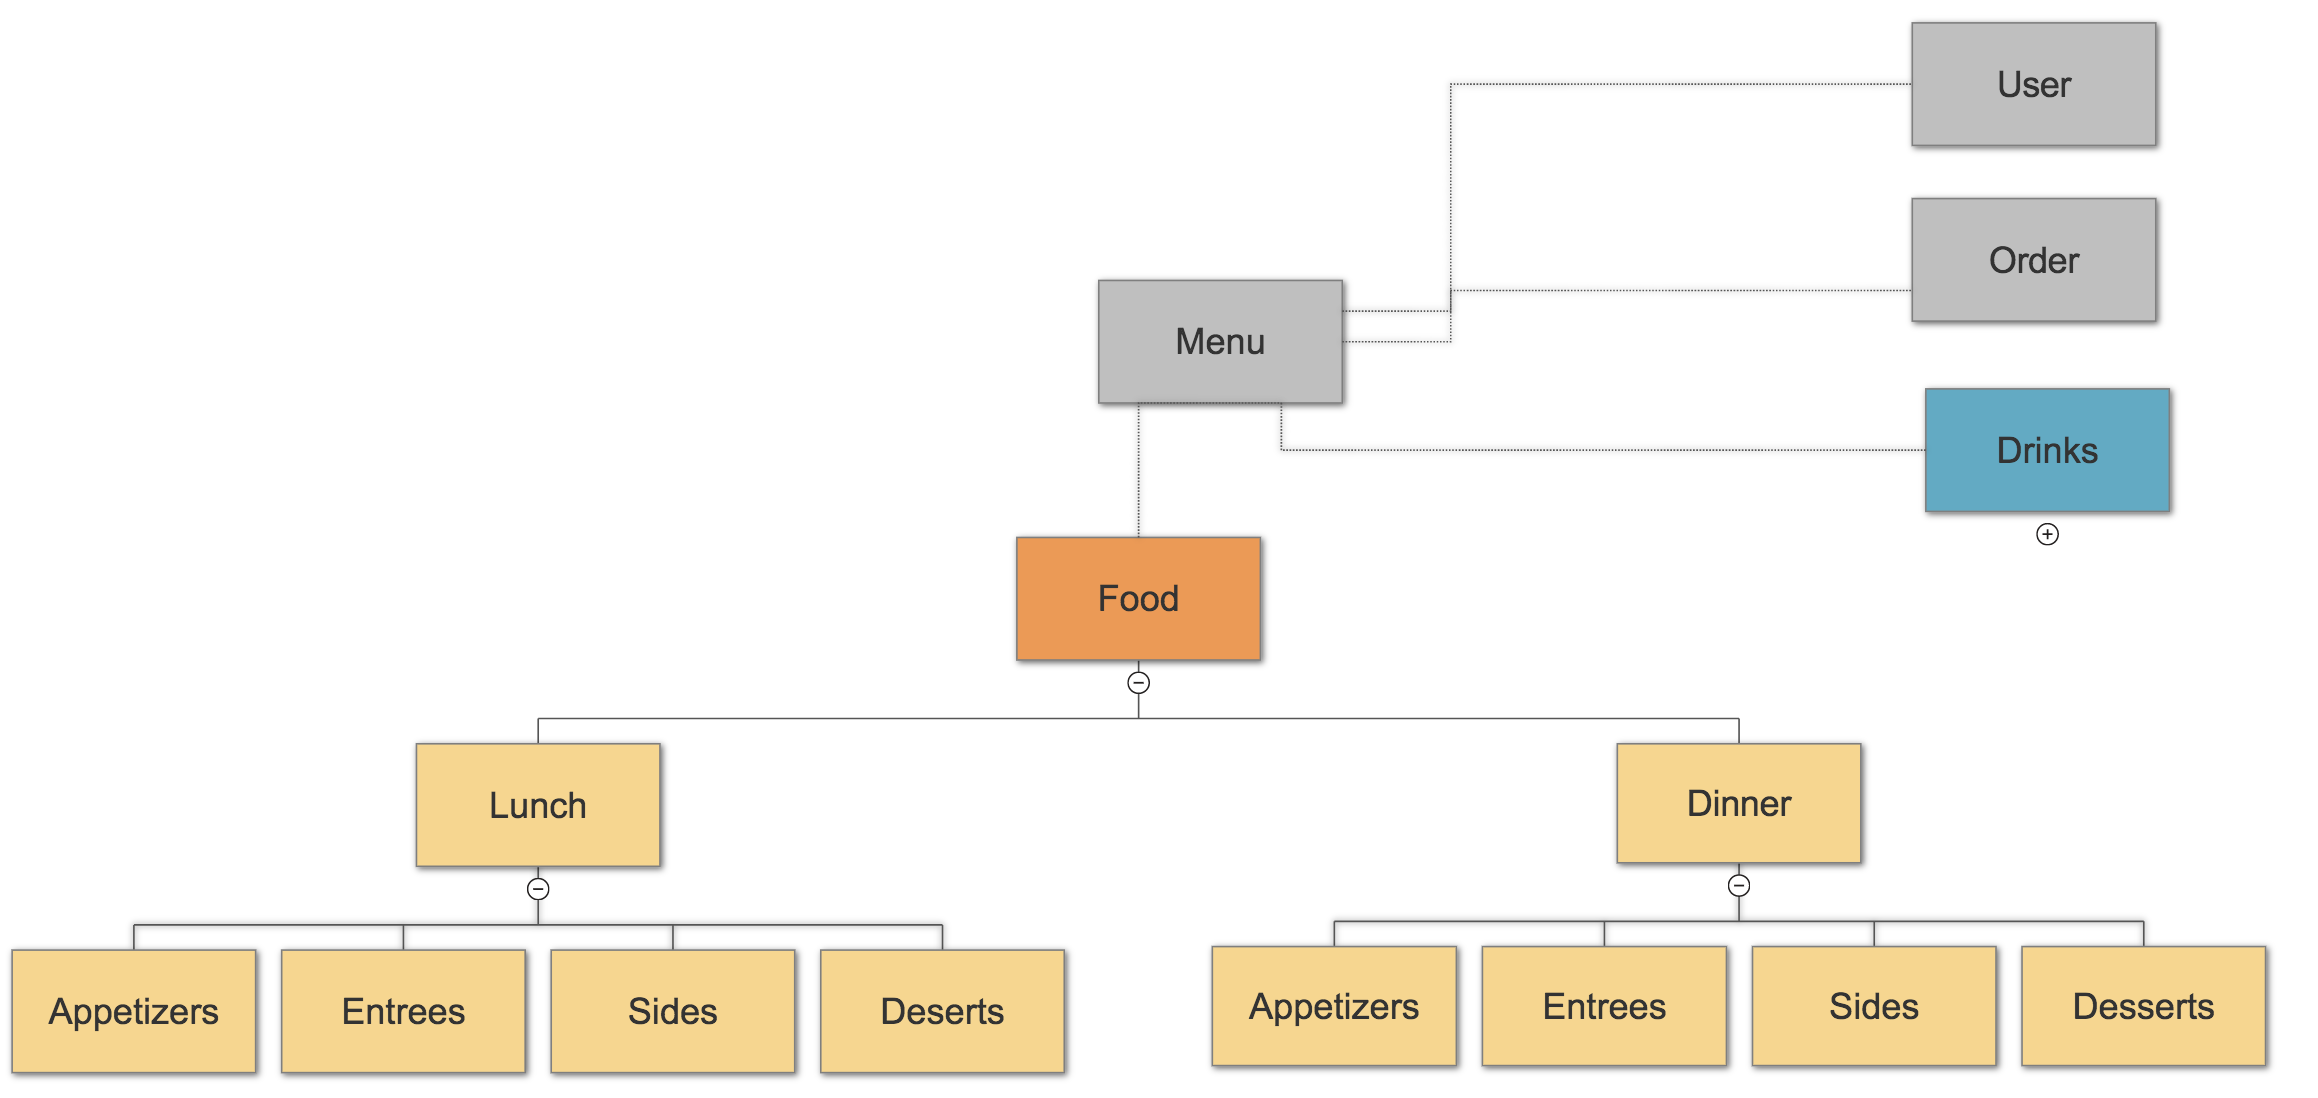 User
Order
Menu
Drinks
Food
Lunch
Dinner
Appetizers
Entrees
Sides
Deserts
Appetizers
Entrees
Sides
Desserts